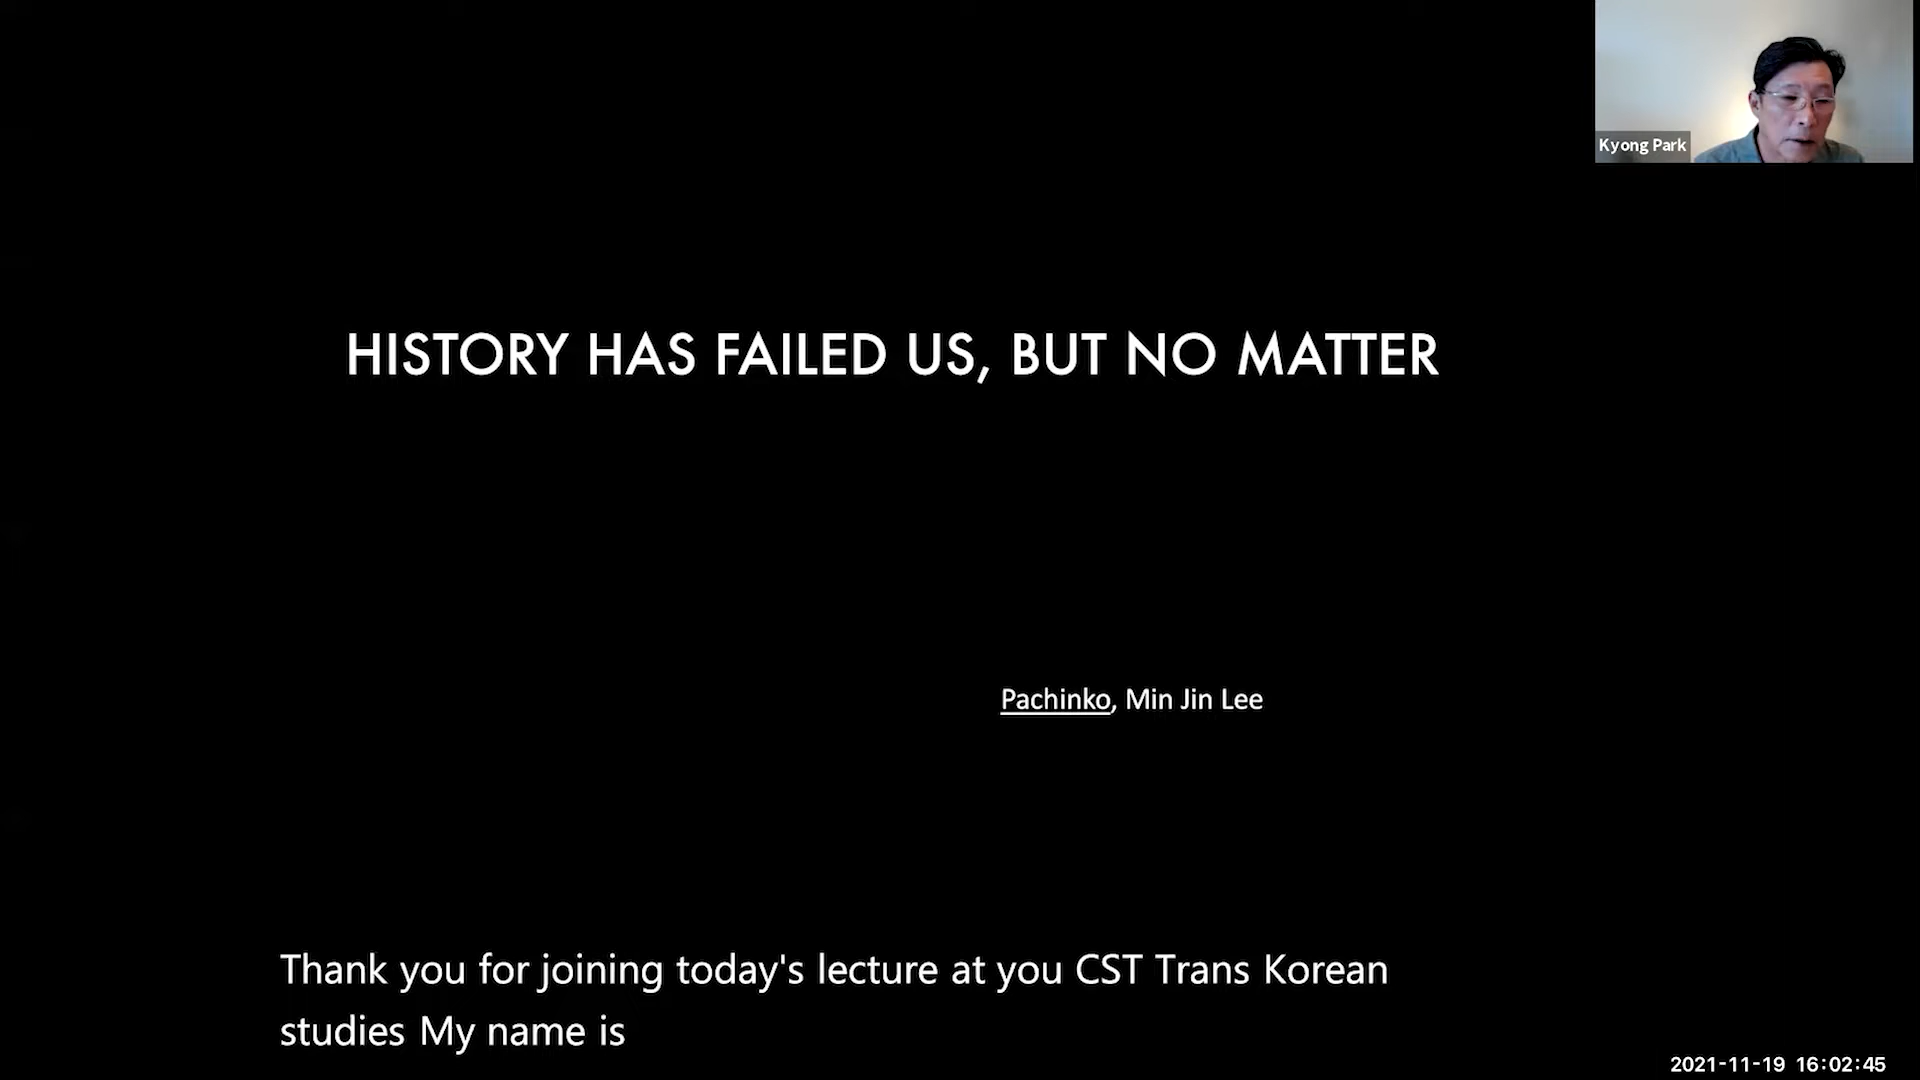 Kyong Park
HISTORY HAS FAILED US, BUT NO MATTER
Pachinko, Min Jin Lee
Thank you for joining today's lecture at you CST Trans Korean
studies My name is
2021-11-19 16:02:45